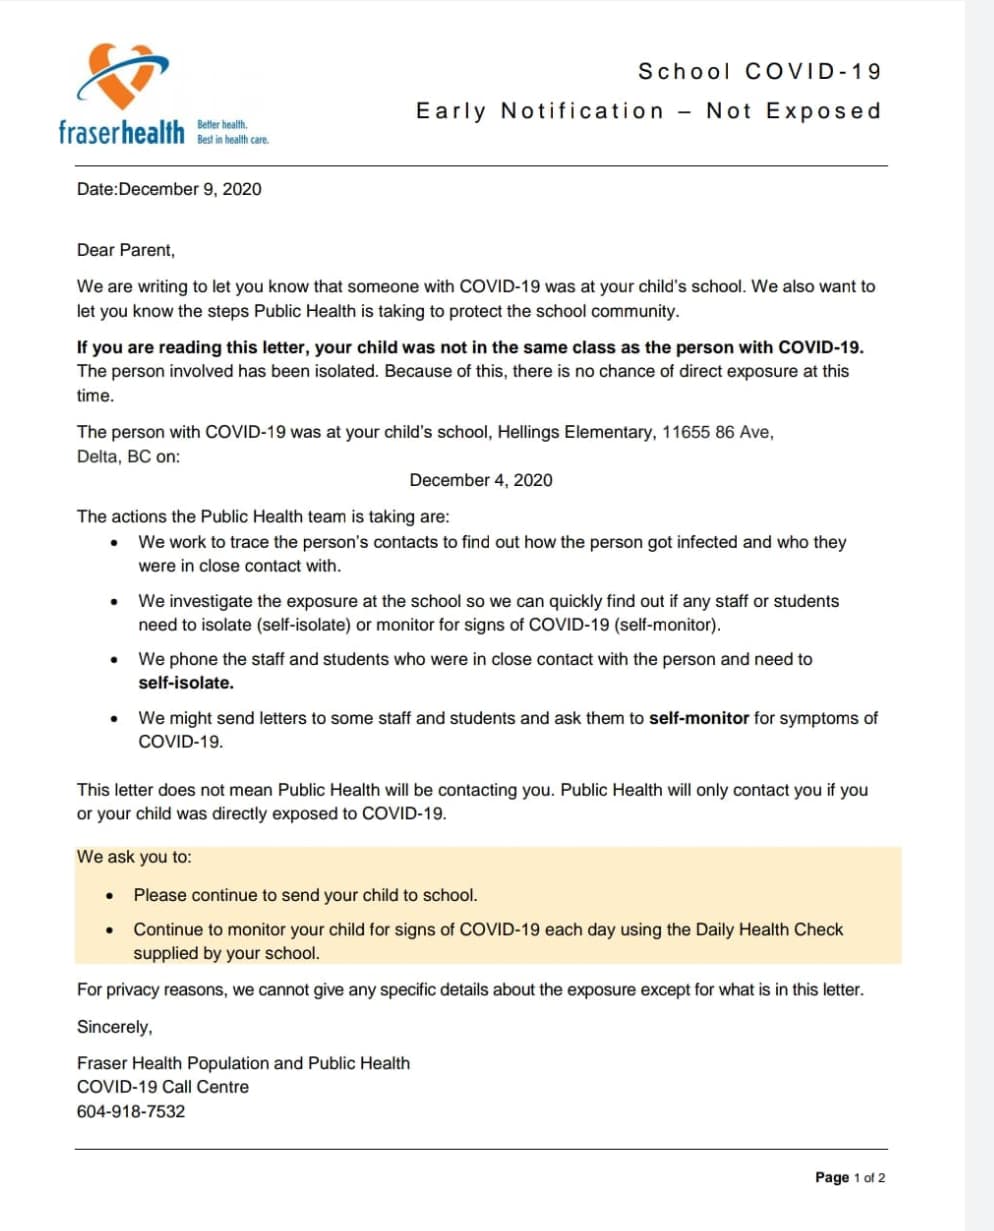 fraserhealth
Better health.
Best in health care.
School COVID-19
Early Notification – Not Exposed
Date:December 9, 2020
Dear Parent,
We are writing to let you know that someone with COVID-19 was at your child's school. We also want to
let you know the steps Public Health is taking to protect the school community.
If you are reading this letter, your child was not in the same class as the person with COVID-19.
The person involved has been isolated. Because of this, there is no chance of direct exposure at this
time.
The person with COVID-19 was at your child's school, Hellings Elementary, 11655 86 Ave,
Delta, BC on:
December 4, 2020
The actions the Public Health team is taking are:
• We work to trace the person's contacts to find out how the person got infected and who they
were in close contact with.
• We investigate the exposure at the school so we can quickly find out if any staff or students
need to isolate (self-isolate) or monitor for signs of COVID-19 (self-monitor).
• We phone the staff and students who were in close contact with the person and need to
self-isolate.
• We might send letters to some staff and students and ask them to self-monitor for symptoms of
COVID-19.
This letter does not mean Public Health will be contacting you. Public Health will only contact you if you
or your child was directly exposed to COVID-19.
We ask you to:
• Please continue to send your child to school.
• Continue to monitor your child for signs of COVID-19 each day using the Daily Health Check
supplied by your school.
For privacy reasons, we cannot give any specific details about the exposure except for what is in this letter.
Sincerely,
Fraser Health Population and Public Health
COVID-19 Call Centre
604-918-7532
Page 1 of 2